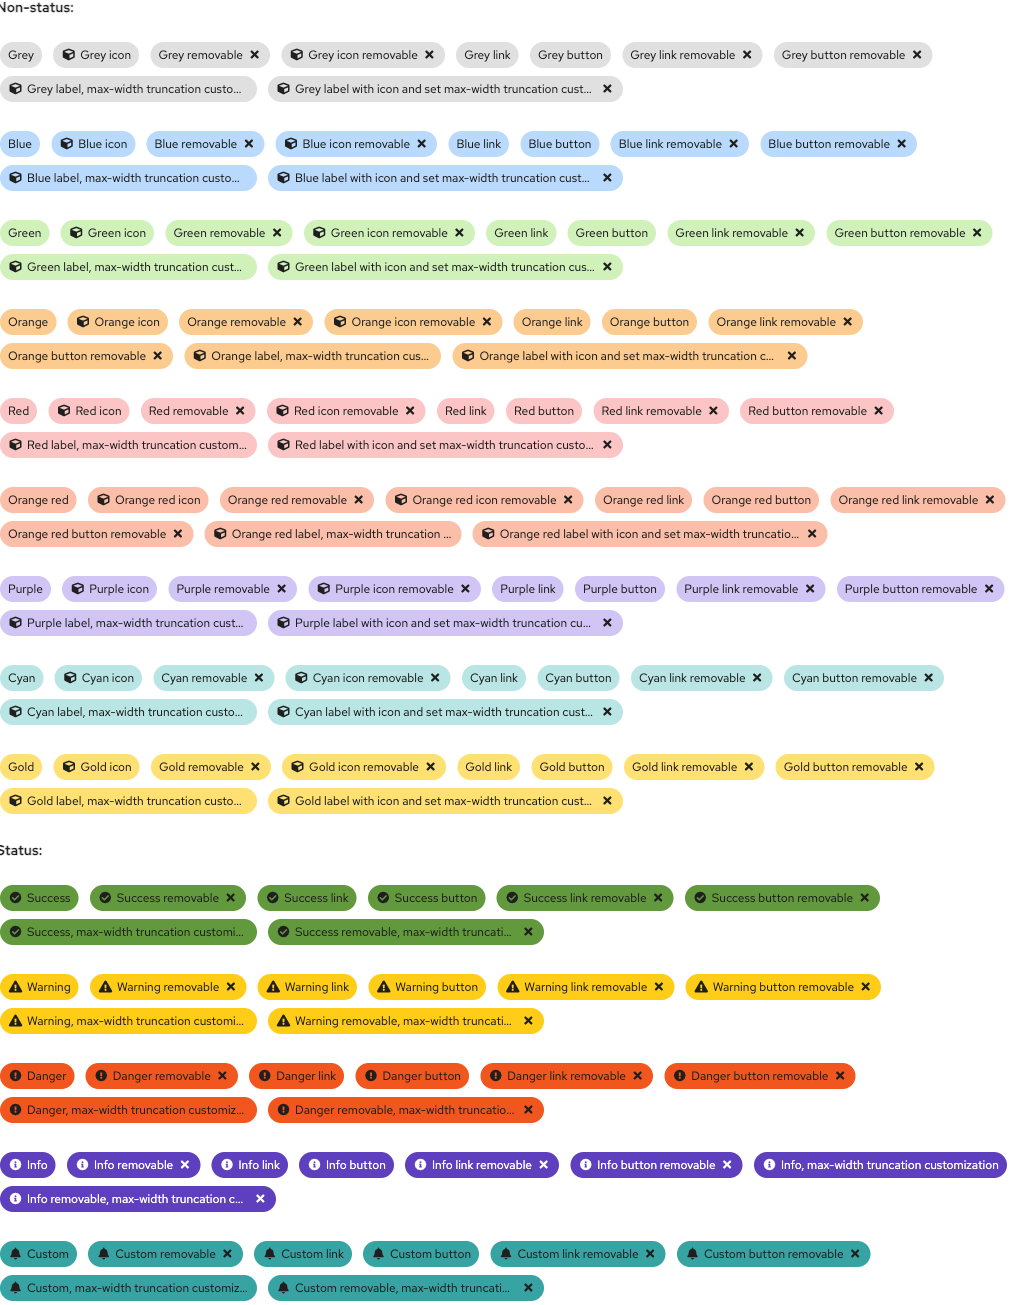 Non-status:
Grey Grey icon Grey removable Grey icon removable Grey link Grey button Grey link removable Grey button removable
Grey label, max-width truncation custo... Grey label with icon and set max-width truncation cust...
Blue Blue icon Blue removable Blue icon removable Blue link Blue button Blue link removable Blue button removable
Blue label, max-width truncation custo... Blue label with icon and set max-width truncation cust...
Green Green icon Green removable Green icon removable Green link Green button Green link removable Green button removable
Green label, max-width truncation cust... Green label with icon and set max-width truncation cus...
Orange Orange icon Orange removable Orange icon removable Orange link Orange button Orange link removable
Orange button removable Orange label, max-width truncation cus... Orange label with icon and set max-width truncation c...
Red Red icon Red removable Red icon removable Red link Red button Red link removable Red button removable
Red label, max-width truncation custom... Red label with icon and set max-width truncation custo...
Orange red Orange red icon Orange red removable Orange red icon removable Orange red link Orange red button Orange red link removable
Orange red button removable Orange red label, max-width truncation ... Orange red label with icon and set max-width truncatio...
Purple Purple icon Purple removable Purple icon removable Purple link Purple button Purple link removable Purple button removable
Purple label, max-width truncation cust... Purple label with icon and set max-width truncation cu...
Cyan Cyan icon Cyan removable Cyan icon removable Cyan link Cyan button Cyan link removable Cyan button removable
Cyan label, max-width truncation custo... Cyan label with icon and set max-width truncation cust...
Gold Gold icon Gold removable Gold icon removable Gold link Gold button Gold link removable Gold button removable
Gold label, max-width truncation custo... Gold label with icon and set max-width truncation cust...
Status:
Success Success removable Success link Success button Success link removable Success button removable
Success, max-width truncation customi... Success removable, max-width truncati...
Warning Warning removable Warning link Warning button Warning link removable Warning button removable
Warning, max-width truncation customi... Warning removable, max-width truncati...
Danger Danger removable Danger link Danger button Danger link removable Danger button removable
Danger, max-width truncation customiz... Danger removable, max-width truncatio...
Info Info removable Info link Info button Info link removable Info button removable Info, max-width truncation customization
Info removable, max-width truncation c...
Custom Custom removable Custom link Custom button Custom link removable Custom button removable
Custom, max-width truncation customiz... Custom removable, max-width truncati...